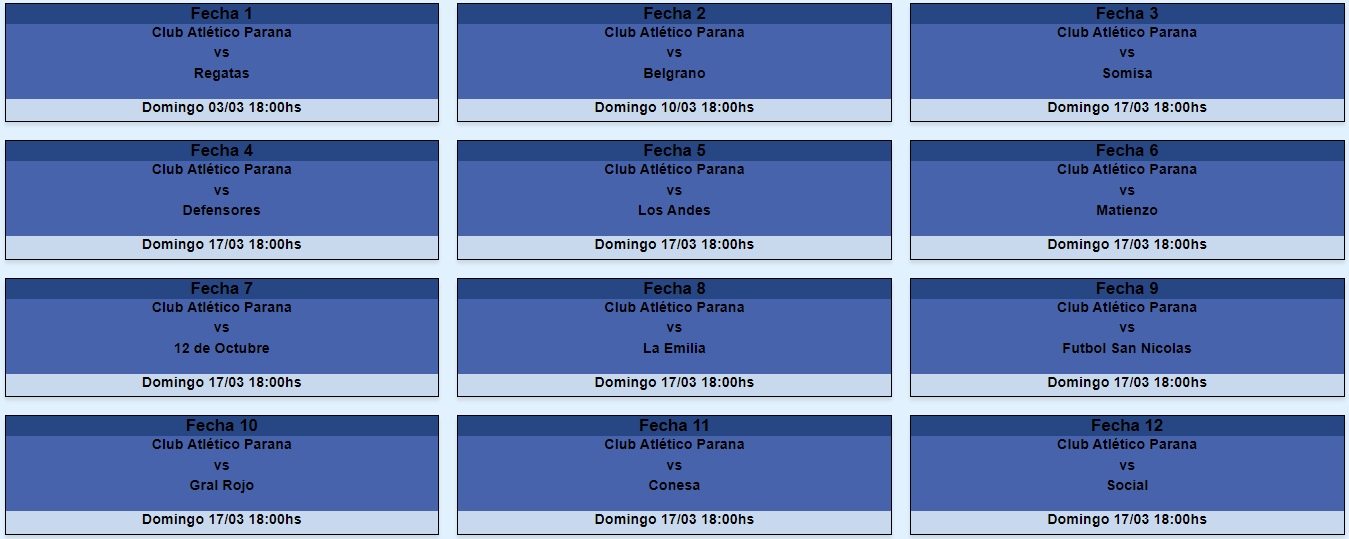 Fecha 1
Club Atlético Parana
vs
Regatas
Domingo 03/03 18:00hs
Fecha 2
Club Atlético Parana
vs
Belgrano
Domingo 10/03 18:00hs
Fecha 3
Club Atlético Parana
vs
Somisa
Domingo 17/03 18:00hs
Fecha 4
Club Atlético Parana
vs
Defensores
Domingo 17/03 18:00hs
Fecha 5
Club Atlético Parana
vs
Los Andes
Domingo 17/03 18:00hs
Fecha 6
Club Atlético Parana
vs
Matienzo
Domingo 17/03 18:00hs
Fecha 7
Club Atlético Parana
vs
12 de Octubre
Domingo 17/03 18:00hs
Fecha 8
Club Atlético Parana
vs
La Emilia
Domingo 17/03 18:00hs
Fecha 9
Club Atlético Parana
vs
Futbol San Nicolas
Domingo 17/03 18:00hs
Fecha 10
Club Atlético Parana
vs
Gral Rojo
Domingo 17/03 18:00hs
Fecha 11
Club Atlético Parana
vs
Conesa
Domingo 17/03 18:00hs
Fecha 12
Club Atlético Parana
vs
Social
Domingo 17/03 18:00hs